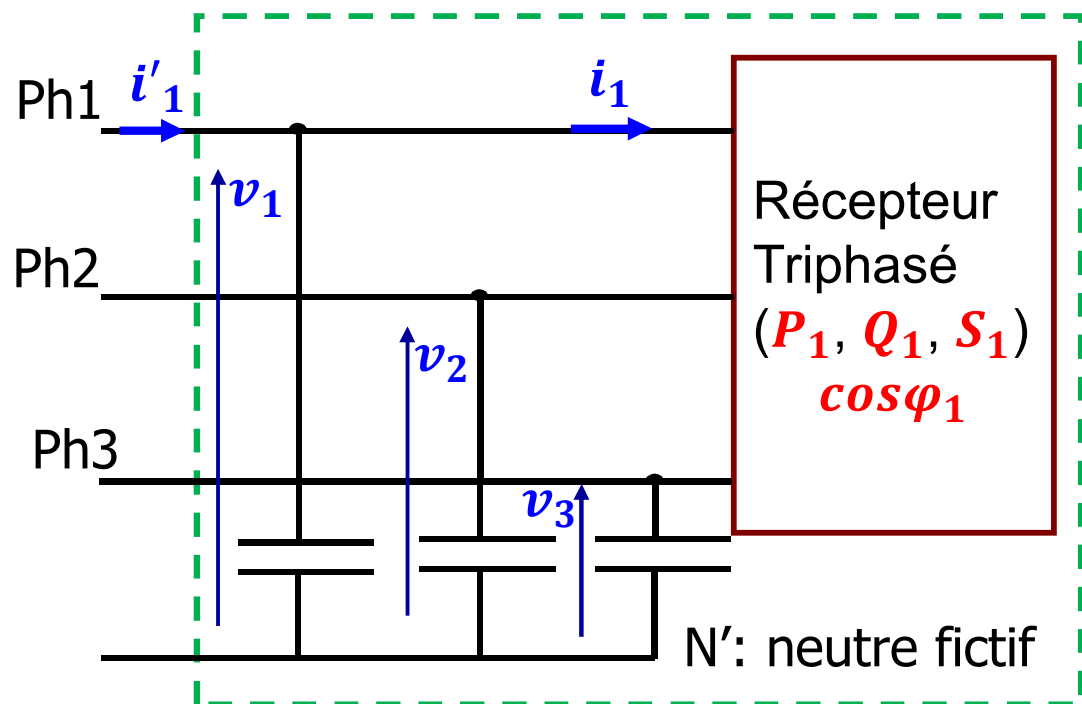 Ph1
i'₁
i₁
v₁
Récepteur
Triphasé
(P₁, Q₁, S₁)
cosφ₁
Ph2
v₂
Ph3
v₃
N’: neutre fictif